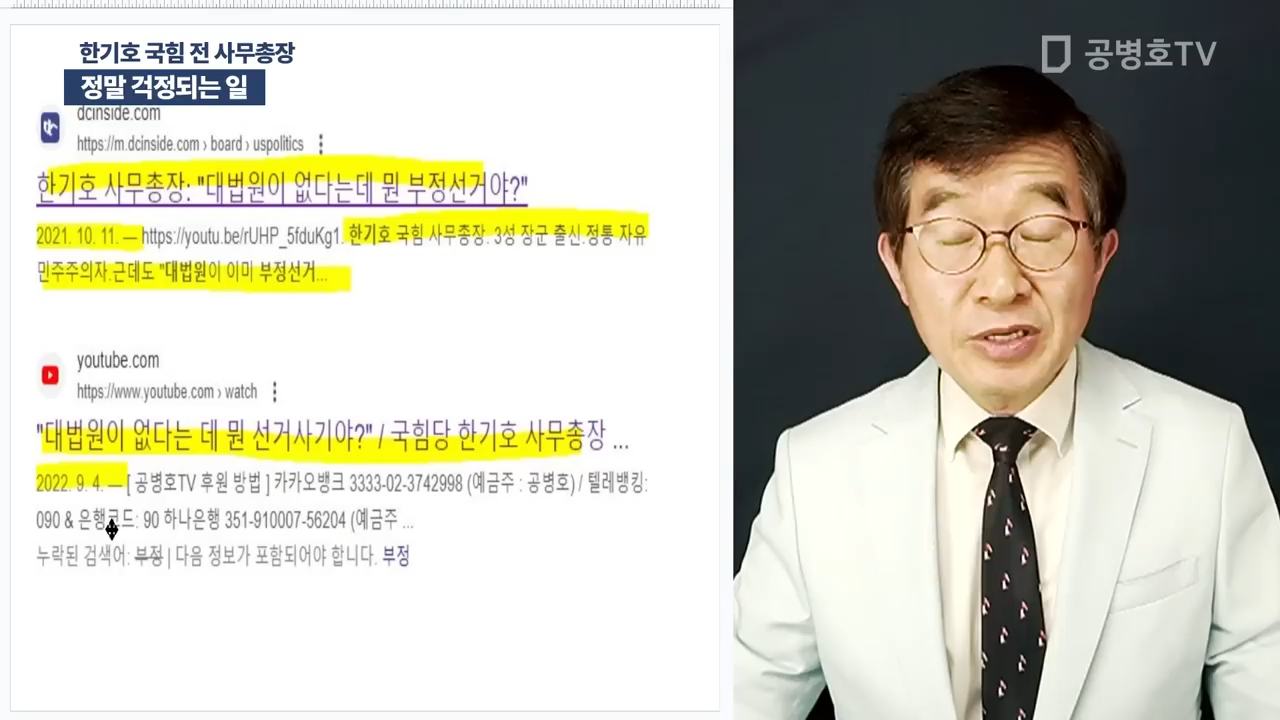 한기호 국힘 전 사무총장
정말 걱정되는 일
공병호TV
dcinside.com
https://m.dcinside.com › board › uspolitics
한기호 사무총장: "대법원이 없다는데 뭔 부정선거야?"
2021. 10. 11. — https://youtu.be/rUHP_5fduKg1. 한기호 국힘 사무총장. 3성 장군 출신.정통 자유
민주주의자.근데도 "대법원이 이미 부정선거...
youtube.com
https://www.youtube.com › watch
"대법원이 없다는 데 뭔 선거사기야?" / 국힘당 한기호 사무총장 ...
2022. 9. 4. — [ 공병호TV 후원 방법 ] 카카오뱅크 3333-02-3742998 (예금주 : 공병호) / 텔레뱅킹:
090 & 은행코드: 90 하나은행 351-910007-56204 (예금주 ...
누락된 검색어: 부정 | 다음 정보가 포함되어야 합니다. 부정